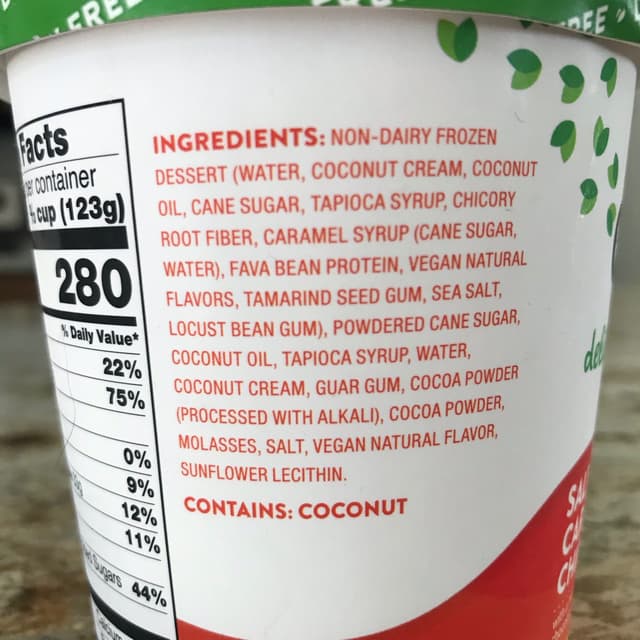 FREE
Facts
container
cup (123g)
280
% Daily Value*
22%
75%
0%
9%
12%
11%
Sugars 44%
INGREDIENTS: NON-DAIRY FROZEN
DESSERT (WATER, COCONUT CREAM, COCONUT
OIL, CANE SUGAR, TAPIOCA SYRUP, CHICORY
ROOT FIBER, CARAMEL SYRUP (CANE SUGAR,
WATER), FAVA BEAN PROTEIN, VEGAN NATURAL
FLAVORS, TAMARIND SEED GUM, SEA SALT,
LOCUST BEAN GUM), POWDERED CANE SUGAR,
COCONUT OIL, TAPIOCA SYRUP, WATER,
COCONUT CREAM, GUAR GUM, COCOA POWDER
(PROCESSED WITH ALKALI), COCOA POWDER,
MOLASSES, SALT, VEGAN NATURAL FLAVOR,
SUNFLOWER LECITHIN.
CONTAINS: COCONUT